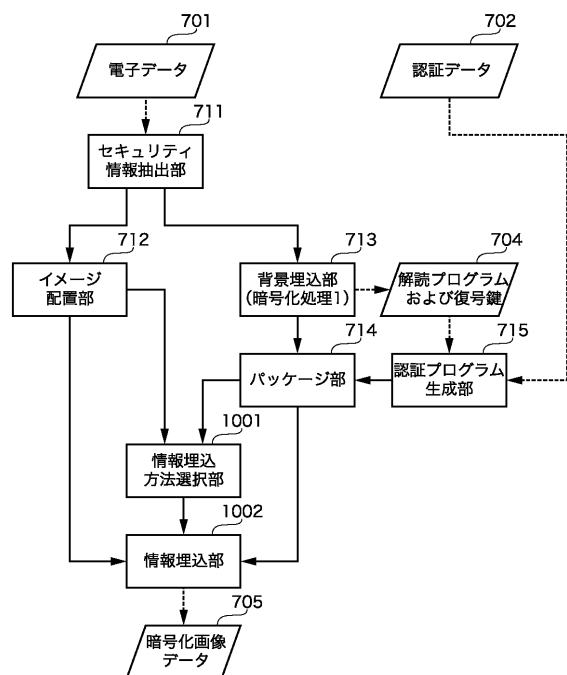 701
702
電子データ
認証データ
711
セキュリティ
情報抽出部
712
713
704
イメージ
配置部
背景埋込部
(暗号化処理1)
解読プログラム
および復号鍵
714
715
パッケージ部
認証プログラム
生成部
1001
情報埋込
方法選択部
1002
情報埋込部
705
暗号化画像
データ